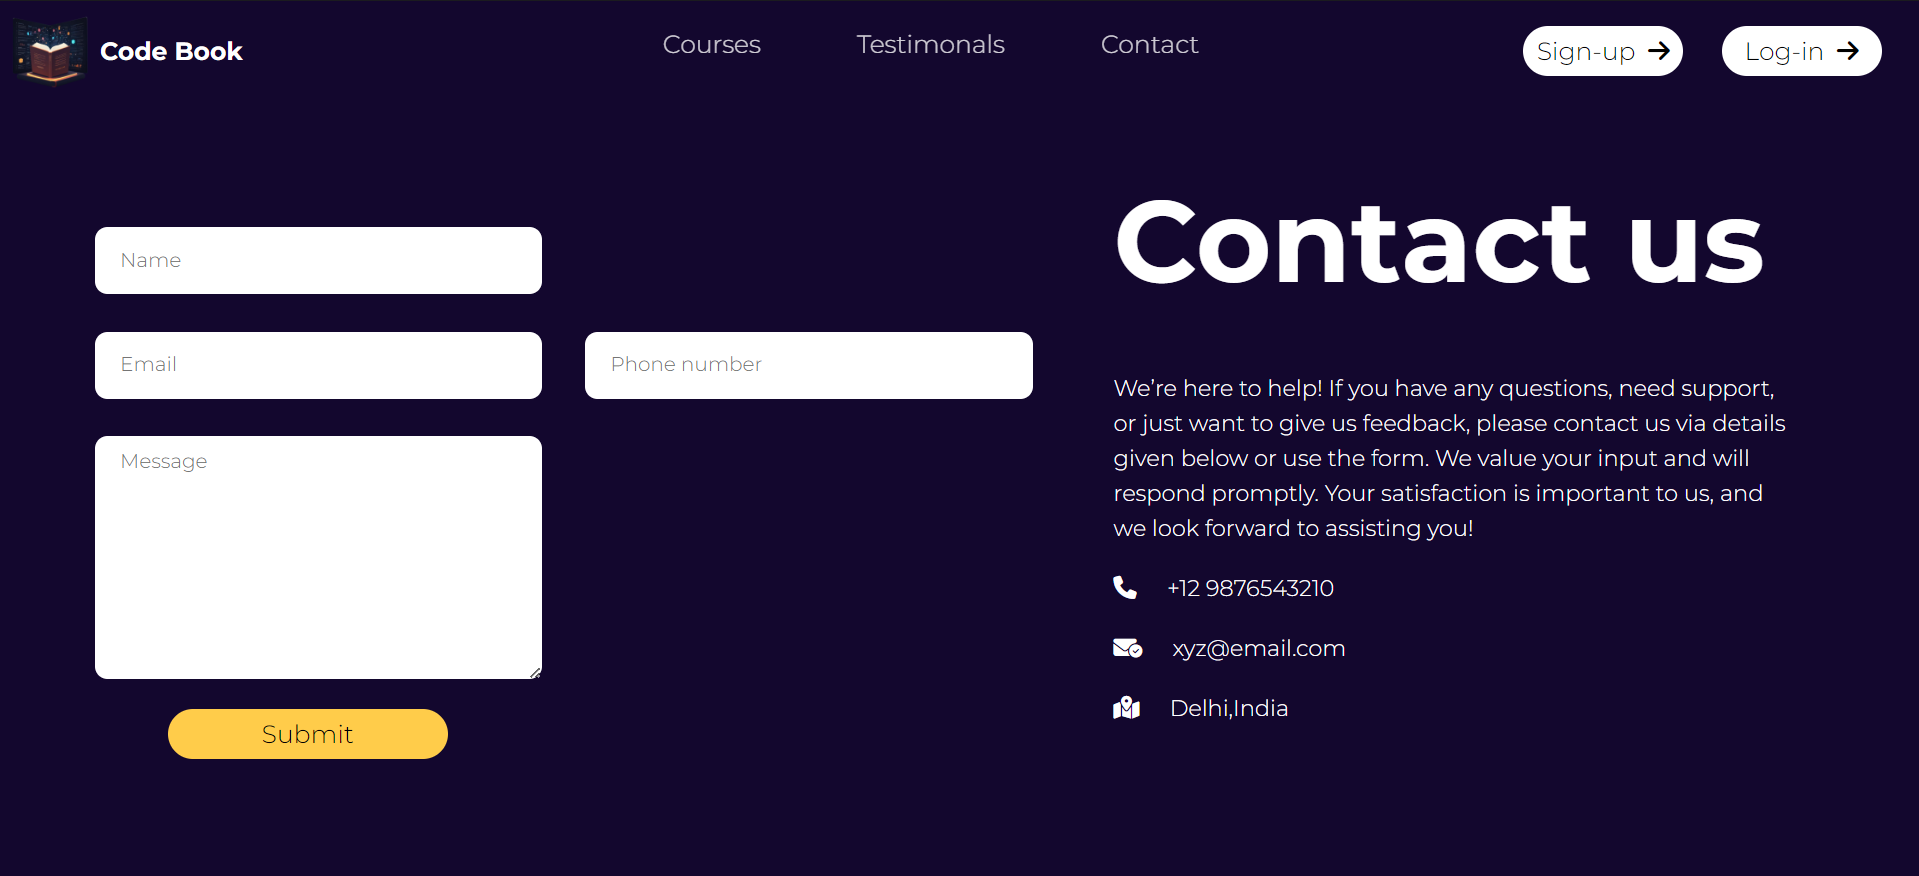 Code Book
Courses
Testimonals
Contact
Sign-up
Log-in
Name
Email
Phone number
Message
Submit
Contact us
We’re here to help! If you have any questions, need support,
or just want to give us feedback, please contact us via details
given below or use the form. We value your input and will
respond promptly. Your satisfaction is important to us, and
we look forward to assisting you!
+12 9876543210
xyz@email.com
Delhi,India